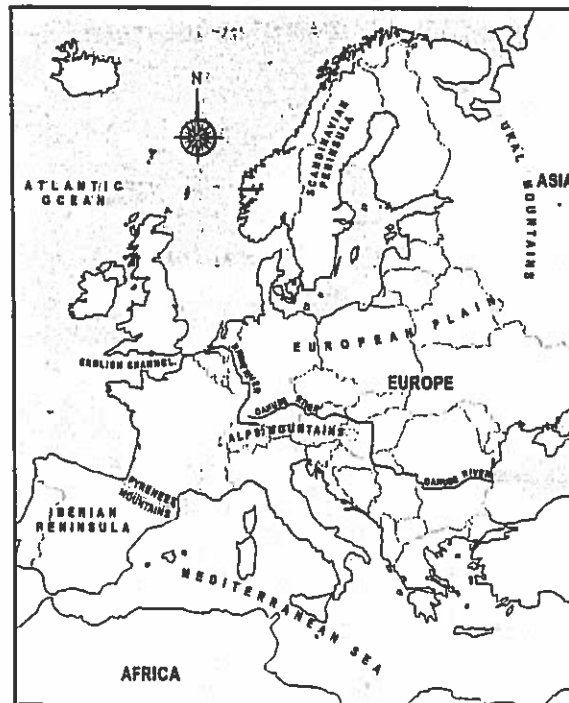 N
SCANDINAVIAN
PENINSULA
URAL MOUNTAINS
ATLANTIC
OCEAN
ASIA
EUROPEAN PLAIN
ENGLISH CHANNEL
RHINE RIVER
EUROPE
DANUBE RIVER
ALPS MOUNTAINS
DANUBE RIVER
PYRENEES
MOUNTAINS
IBERIAN
PENINSULA
MEDITERRANEAN SEA
AFRICA